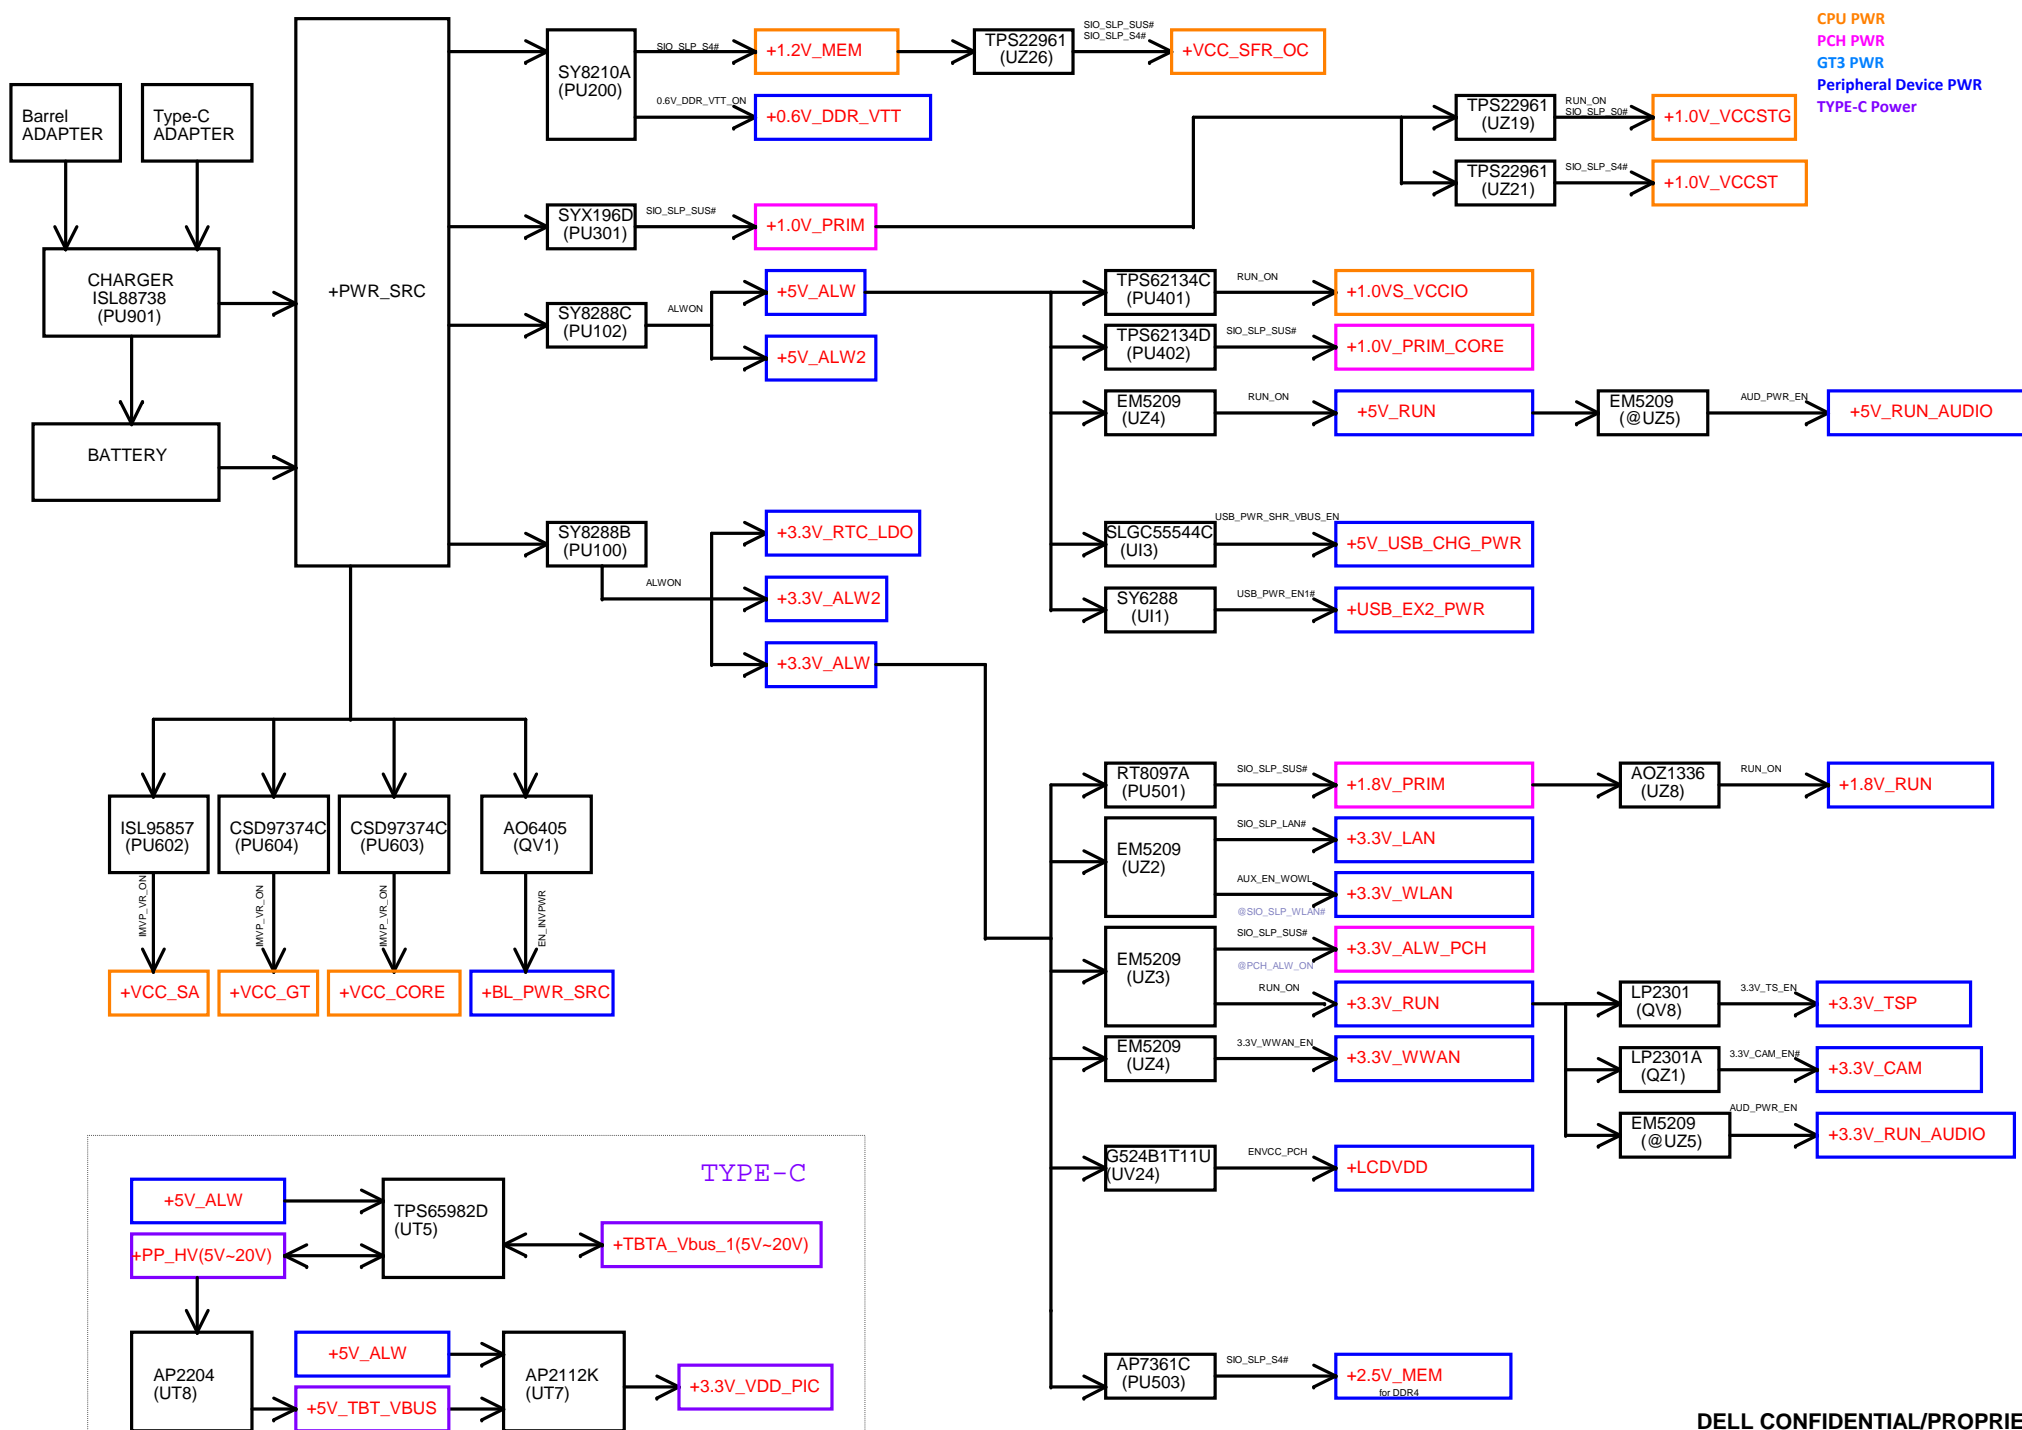 CPU PWR
PCH PWR
GT3 PWR
Peripheral Device PWR
TYPE-C Power
Barrel
ADAPTER
Type-C
ADAPTER
CHARGER
ISL88738
(PU901)
BATTERY
+PWR_SRC
SY8210A
(PU200)
SIO_SLP_S4#
+1.2V_MEM
TPS22961
(UZ26)
SIO_SLP_SUS#
SIO_SLP_S4#
+VCC_SFR_OC
0.6V_DDR_VTT_ON
+0.6V_DDR_VTT
TPS22961
(UZ19)
RUN_ON
SIO_SLP_S0#
+1.0V_VCCSTG
TPS22961
(UZ21)
SIO_SLP_S4#
+1.0V_VCCST
SYX196D
(PU301)
SIO_SLP_SUS#
+1.0V_PRIM
SY8288C
(PU102)
ALWON
+5V_ALW
+5V_ALW2
TPS62134C
(PU401)
RUN_ON
+1.0VS_VCCIO
TPS62134D
(PU402)
SIO_SLP_SUS#
+1.0V_PRIM_CORE
EM5209
(UZ4)
RUN_ON
+5V_RUN
EM5209
(@UZ5)
AUD_PWR_EN
+5V_RUN_AUDIO
SLGC55544C
(UI3)
USB_PWR_SHR_VBUS_EN
+5V_USB_CHG_PWR
SY6288
(UI1)
USB_PWR_EN1#
+USB_EX2_PWR
SY8288B
(PU100)
ALWON
+3.3V_RTC_LDO
+3.3V_ALW2
+3.3V_ALW
ISL95857
(PU602)
CSD97374C
(PU604)
CSD97374C
(PU603)
AO6405
(QV1)
IMVP_VR_ON
IMVP_VR_ON
IMVP_VR_ON
EN_INVPWR
+VCC_SA
+VCC_GT
+VCC_CORE
+BL_PWR_SRC
RT8097A
(PU501)
SIO_SLP_SUS#
+1.8V_PRIM
AOZ1336
(UZ8)
RUN_ON
+1.8V_RUN
EM5209
(UZ2)
SIO_SLP_LAN#
+3.3V_LAN
AUX_EN_WOWL
@SIO_SLP_WLAN#
+3.3V_WLAN
EM5209
(UZ3)
SIO_SLP_SUS#
@PCH_ALW_ON
+3.3V_ALW_PCH
RUN_ON
+3.3V_RUN
LP2301
(QV8)
3.3V_TS_EN
+3.3V_TSP
EM5209
(UZ4)
3.3V_WWAN_EN
+3.3V_WWAN
LP2301A
(QZ1)
3.3V_CAM_EN#
+3.3V_CAM
EM5209
(@UZ5)
AUD_PWR_EN
+3.3V_RUN_AUDIO
G524B1T11U
(UV24)
ENVCC_PCH
+LCDVDD
AP7361C
(PU503)
SIO_SLP_S4#
+2.5V_MEM
for DDR4
TYPE-C
+5V_ALW
TPS65982D
(UT5)
+PP_HV(5V~20V)
+TBTA_Vbus_1(5V~20V)
AP2204
(UT8)
+5V_ALW
+5V_TBT_VBUS
AP2112K
(UT7)
+3.3V_VDD_PIC
DELL CONFIDENTIAL/PROPRIE